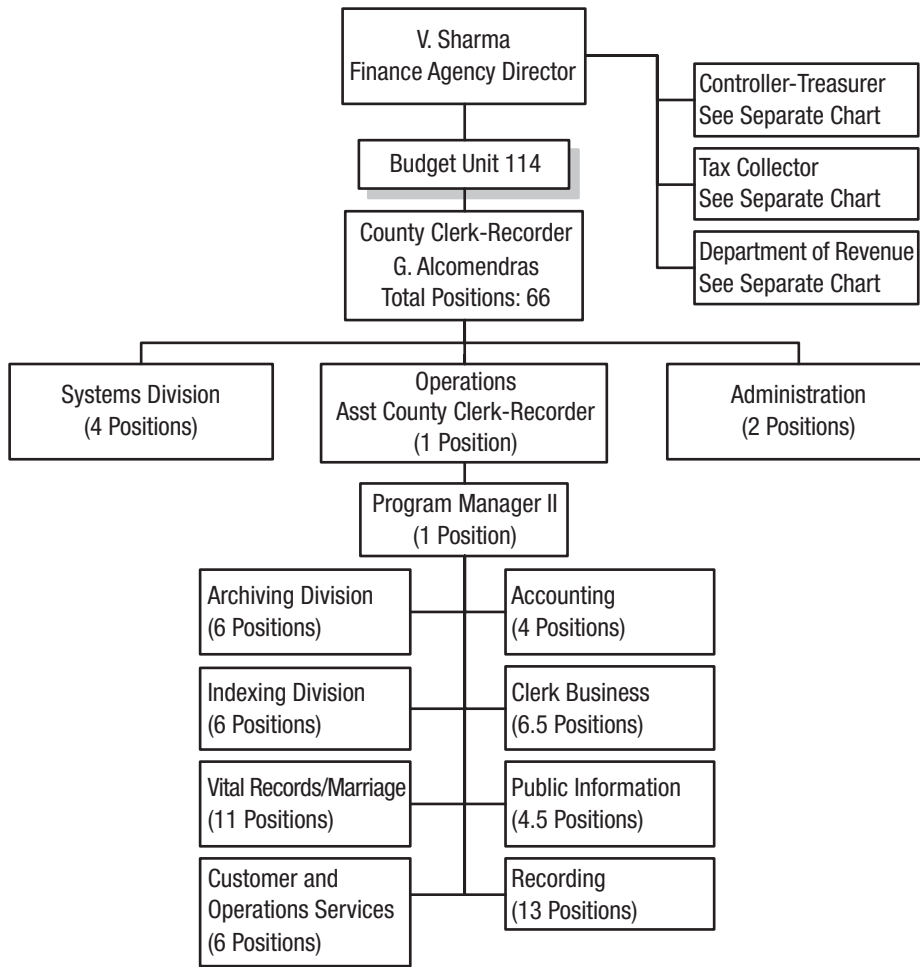 V. Sharma
Finance Agency Director
Controller-Treasurer
See Separate Chart
Tax Collector
See Separate Chart
Department of Revenue
See Separate Chart
Budget Unit 114
County Clerk-Recorder
G. Alcomendras
Total Positions: 66
Systems Division
(4 Positions)
Operations
Asst County Clerk-Recorder
(1 Position)
Administration
(2 Positions)
Program Manager II
(1 Position)
Archiving Division
(6 Positions)
Accounting
(4 Positions)
Indexing Division
(6 Positions)
Clerk Business
(6.5 Positions)
Vital Records/Marriage
(11 Positions)
Public Information
(4.5 Positions)
Customer and
Operations Services
(6 Positions)
Recording
(13 Positions)